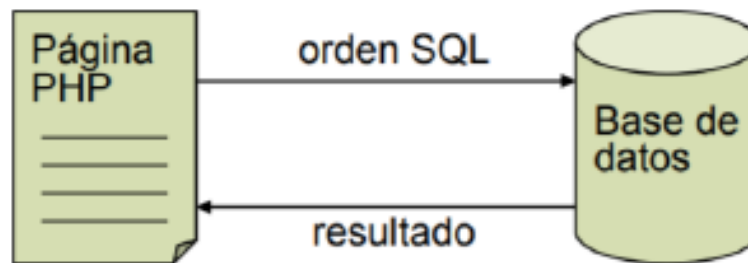 Página
PHP
orden SQL
Base de
datos
resultado